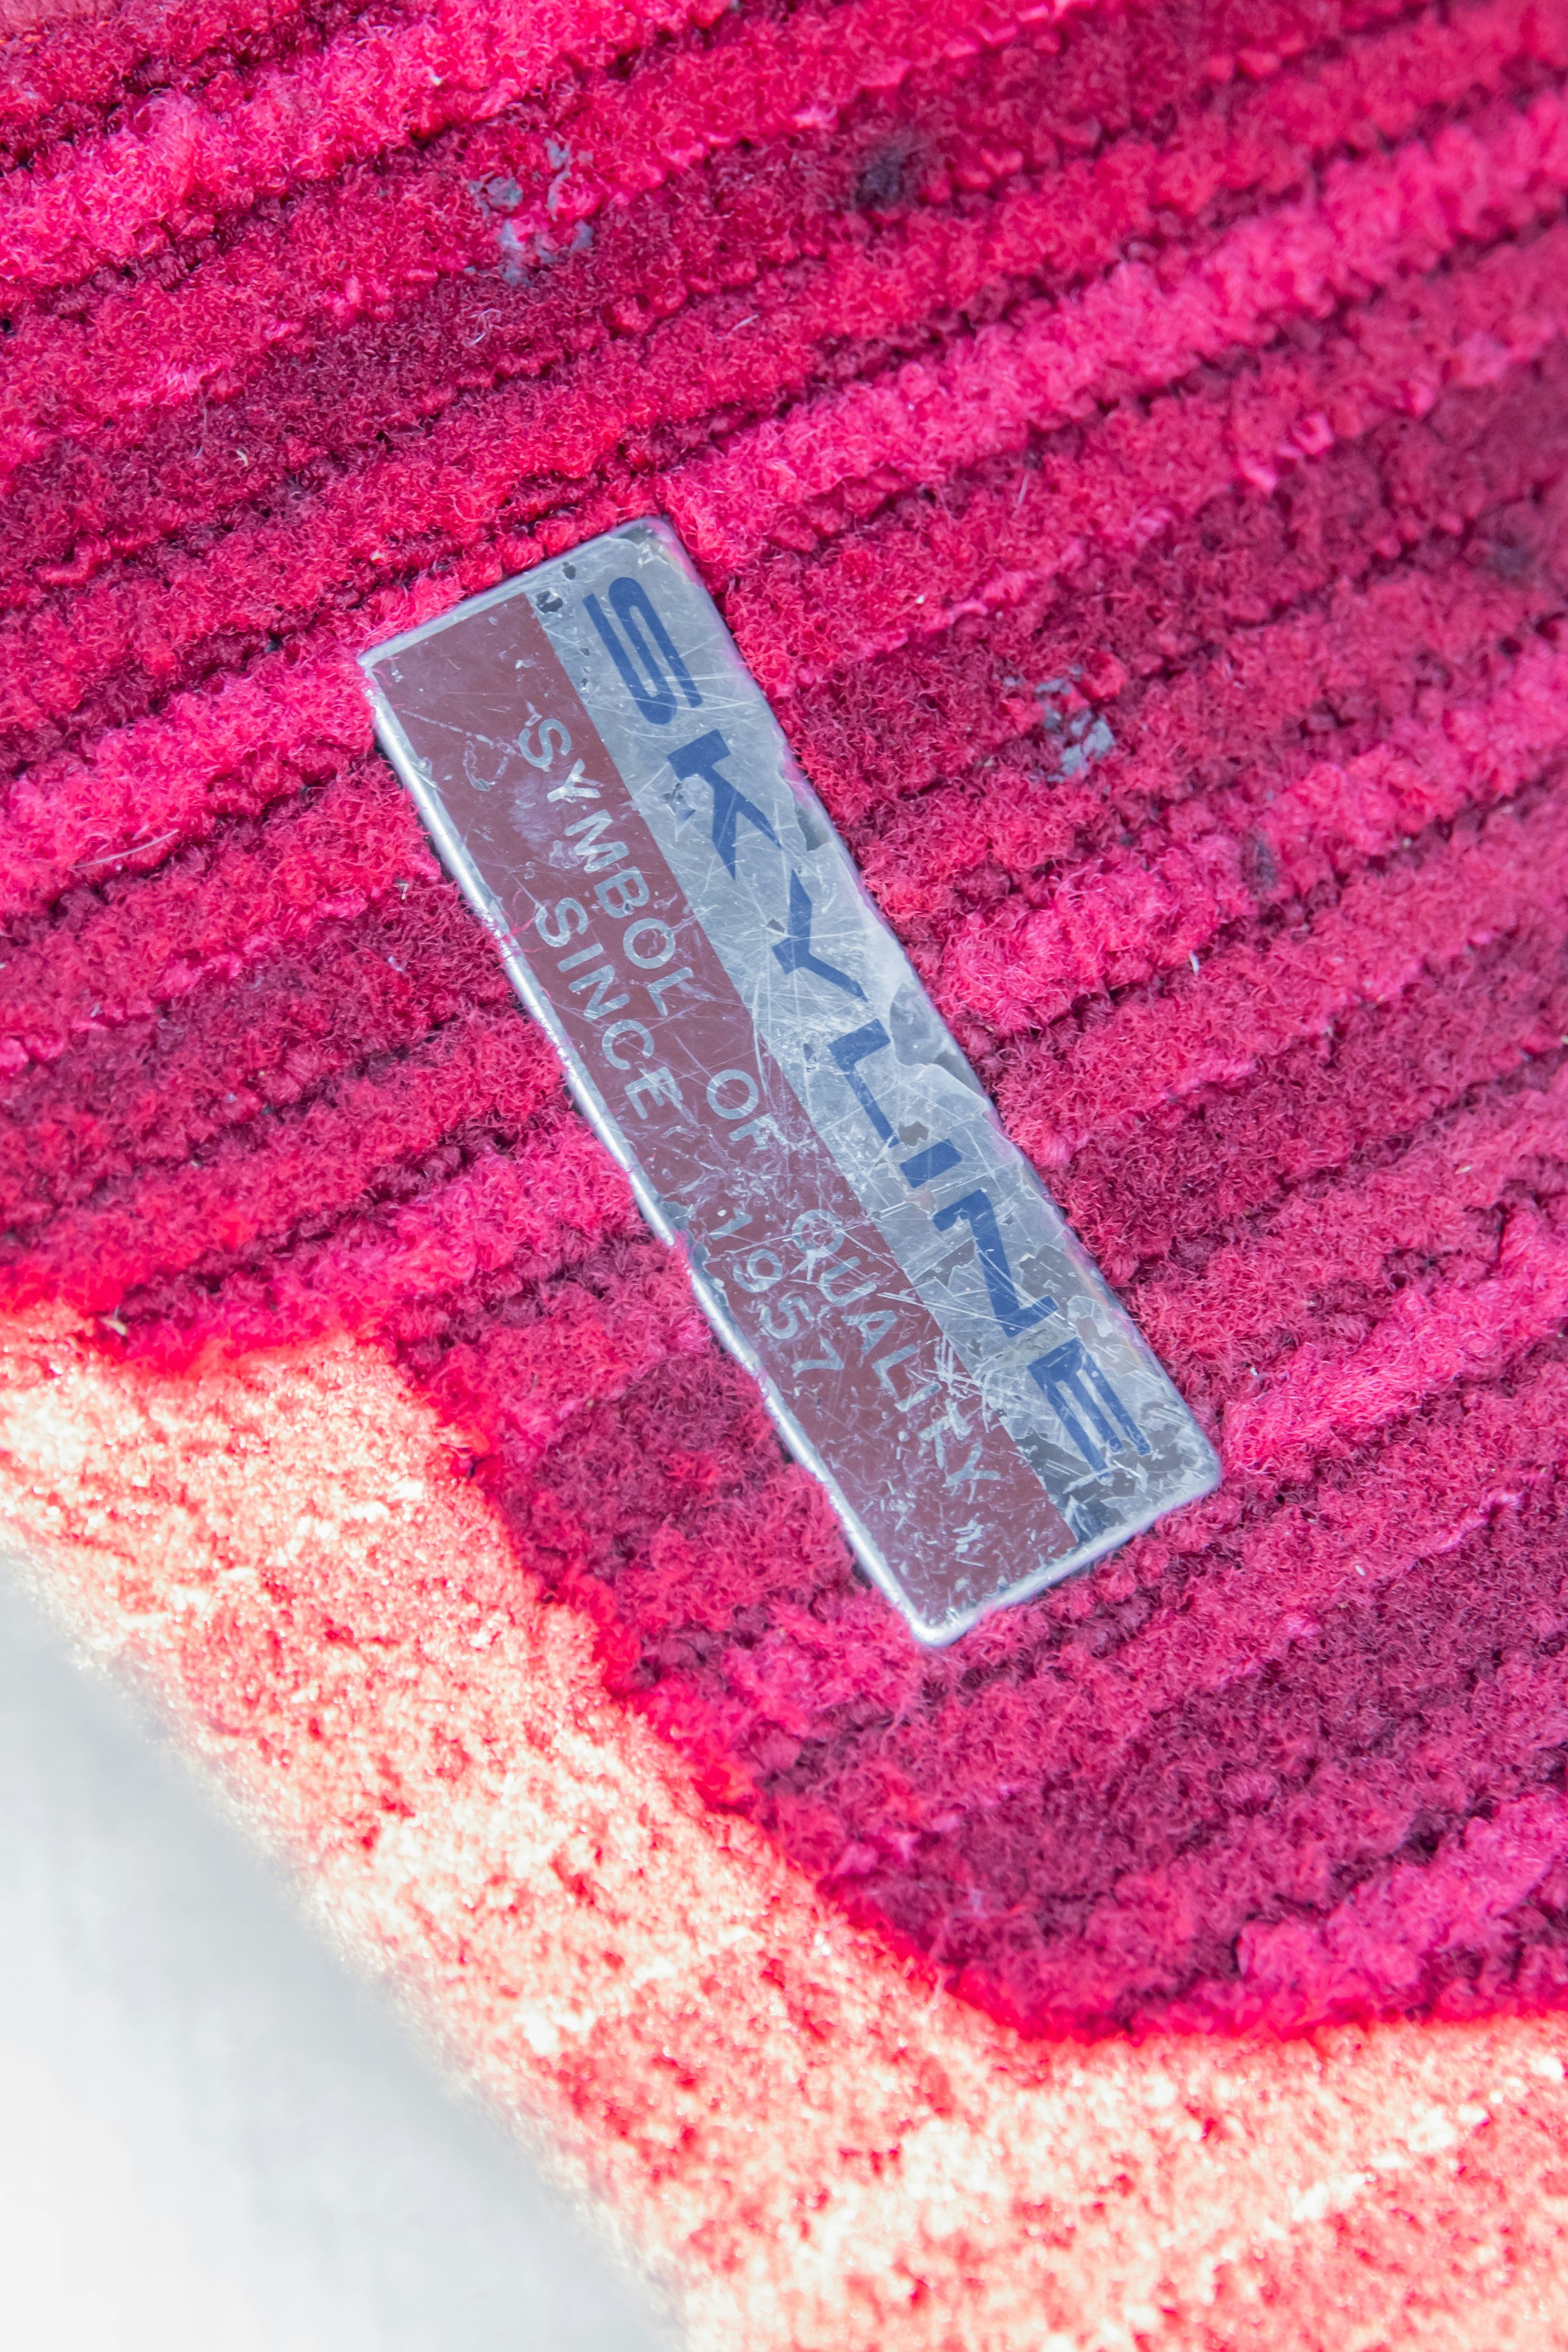 SKYLINE
SYMBOL OF QUALITY
SINCE 1957